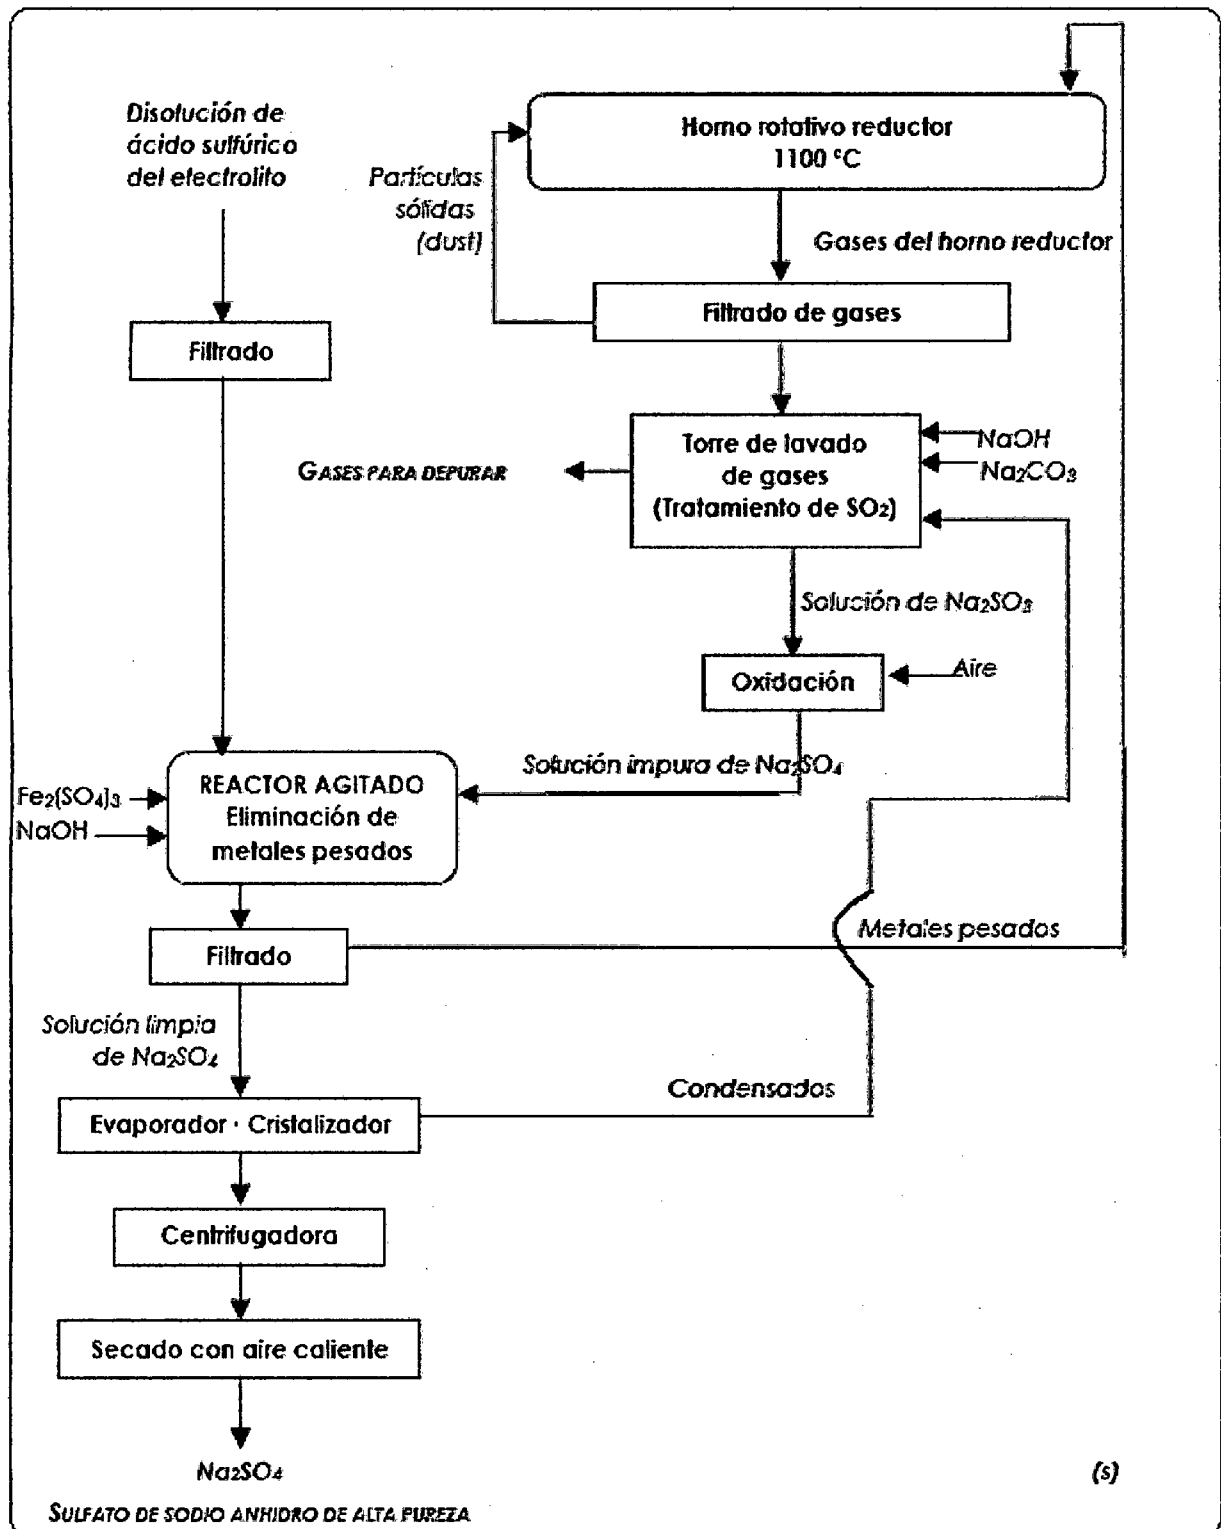 Disolución de
ácido sulfúrico
del electrolito
Partículas
sólidas
(dust)
Horno rotativo reductor
1100 ºC
Gases del horno reductor
Filtrado de gases
Filtrado
Torre de lavado
de gases
(Tratamiento de SO₂)
NaOH
Na₂CO₃
GASES PARA DEPURAR
Solución de Na₂SO₃
Oxidación
Aire
Solución impura de Na₂SO₄
Fe₂(SO₄)₃
NaOH
REACTOR AGITADO
Eliminación de
metales pesados
Filtrado
Metales pesados
Solución limpia
de Na₂SO₄
Condensados
Evaporador · Cristalizador
Centrifugadora
Secado con aire caliente
Na₂SO₄
(s)
SULFATO DE SODIO ANHIDRO DE ALTA PUREZA